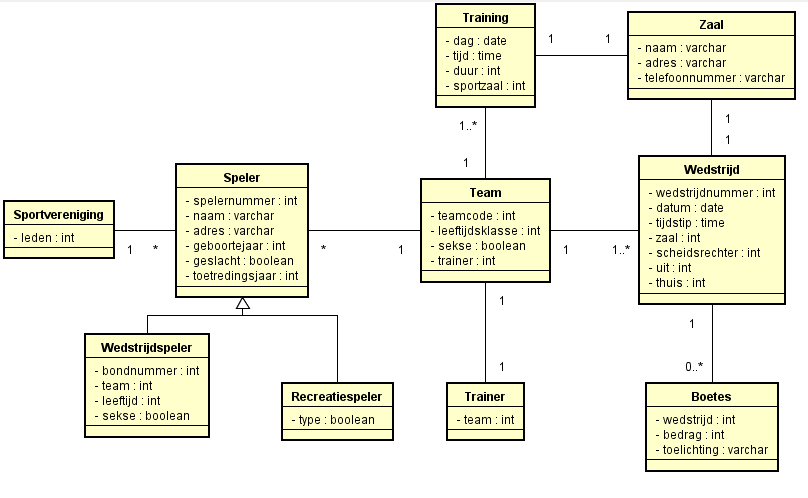 Training
- dag : date
- tijd : time
- duur : int
- sportzaal : int
1
1
Zaal
- naam : varchar
- adres : varchar
- telefoonnummer : varchar
1..*
1
1
1
Sportvereniging
- leden : int
1
*
Speler
- spelernummer : int
- naam : varchar
- adres : varchar
- geboortejaar : int
- geslacht : boolean
- toetredingsjaar : int
*
1
Team
- teamcode : int
- leeftijdsklasse : int
- sekse : boolean
- trainer : int
1
1..*
Wedstrijd
- wedstrijdnummer : int
- datum : date
- tijdstip : time
- zaal : int
- scheidsrechter : int
- uit : int
- thuis : int
1
1
1
0..*
Wedstrijdspeler
- bondnummer : int
- team : int
- leeftijd : int
- sekse : boolean
Recreatiespeler
- type : boolean
Trainer
- team : int
Boetes
- wedstrijd : int
- bedrag : int
- toelichting : varchar